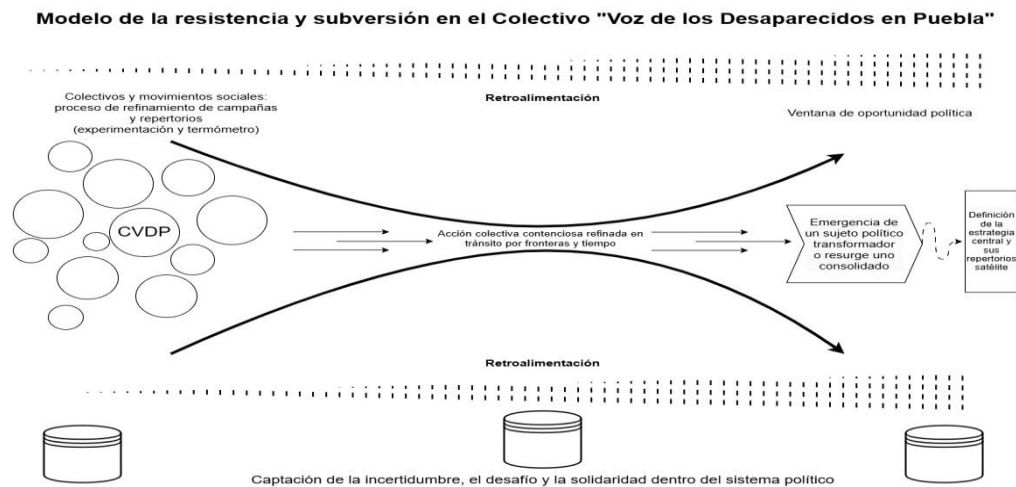 Modelo de la resistencia y subversión en el Colectivo "Voz de los Desaparecidos en Puebla"
Colectivos y movimientos sociales:
proceso de refinamiento de campañas
y repertorios
(experimentación y termómetro)
Retroalimentación
Ventana de oportunidad política
CVDP
Acción colectiva contenciosa refinada en
tránsito por fronteras y tiempo
Emergencia de
un sujeto político
transformador
o resurge uno
consolidado
Definición
de la
estrategia
central y
sus
repertorios
satélite
Retroalimentación
Captación de la incertidumbre, el desafío y la solidaridad dentro del sistema político